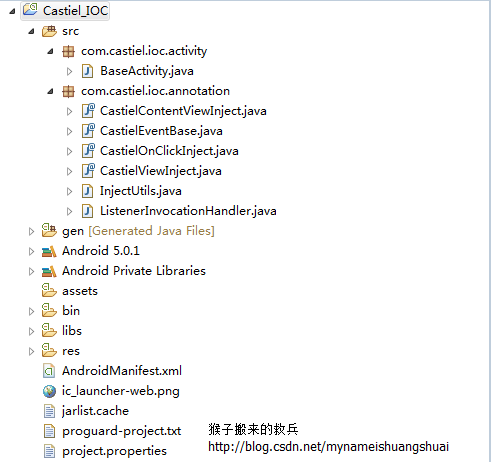 Castiel_IOC
src
com.castiel.ioc.activity
BaseActivity.java
com.castiel.ioc.annotation
CastielContentViewInject.java
CastielEventBase.java
CastielOnClickInject.java
CastielViewInject.java
InjectUtils.java
ListenerInvocationHandler.java
gen [Generated Java Files]
Android 5.0.1
Android Private Libraries
assets
bin
libs
res
AndroidManifest.xml
ic_launcher-web.png
jarlist.cache
proguard-project.txt 猴子搬来的救兵
project.properties http://blog.csdn.net/mynameishuangshuai